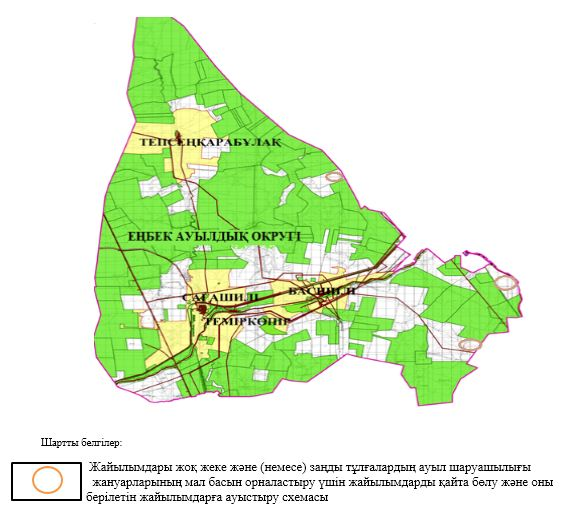 ТЕПСЕҢҚАРАБҰЛАҚ
ЕҢБЕК АУЫЛДЫҚ ОКРУГІ
САҒАШИЛІ
БАСШИЛІ
ТЕМІРКӨПІР
Шартты белгілер:
Жайылымдары жоқ жеке және (немесе) заңды тұлғалардың ауыл шаруашылығы
жануарларының мал басын орналастыру үшін жайылымдарды қайта бөлу және оны
берілетін жайылымдарға ауыстыру схемасы